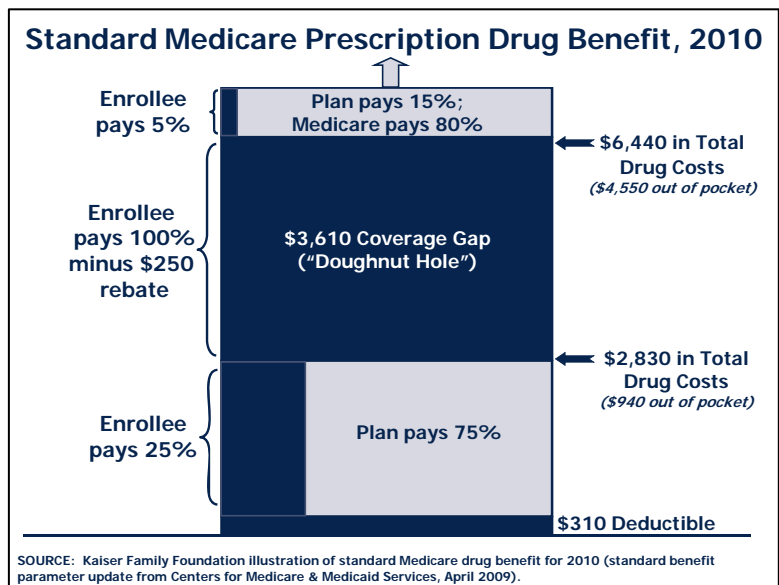 Standard Medicare Prescription Drug Benefit, 2010
Enrollee
pays 5%
Plan pays 15%;
Medicare pays 80%
$6,440 in Total
Drug Costs
($4,550 out of pocket)
Enrollee
pays 100%
minus $250
rebate
$3,610 Coverage Gap
(“Doughnut Hole”)
$2,830 in Total
Drug Costs
($940 out of pocket)
Enrollee
pays 25%
Plan pays 75%
$310 Deductible
SOURCE: Kaiser Family Foundation illustration of standard Medicare drug benefit for 2010 (standard benefit
parameter update from Centers for Medicare & Medicaid Services, April 2009).